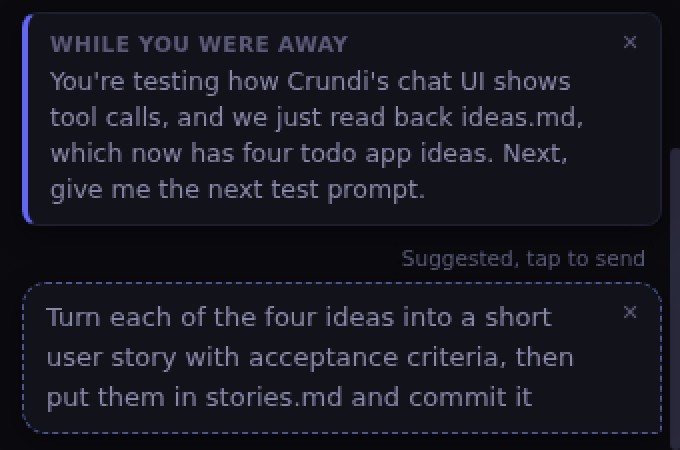 WHILE YOU WERE AWAY
You're testing how Crundi's chat UI shows
tool calls, and we just read back ideas.md,
which now has four todo app ideas. Next,
give me the next test prompt.
Suggested, tap to send
Turn each of the four ideas into a short
user story with acceptance criteria, then
put them in stories.md and commit it